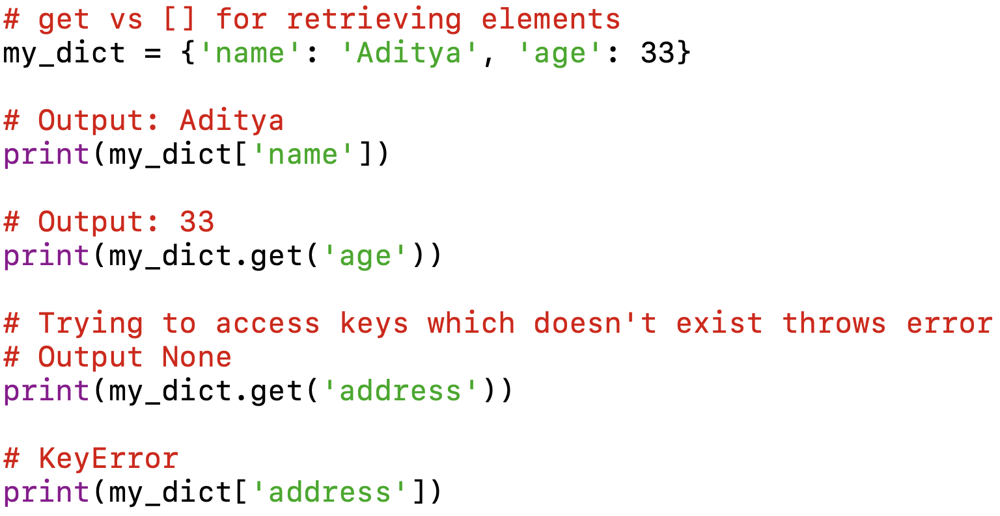 # get vs [] for retrieving elements
my_dict = {'name': 'Aditya', 'age': 33}
# Output: Aditya
print(my_dict['name'])
# Output: 33
print(my_dict.get('age'))
# Trying to access keys which doesn't exist throws error
# Output None
print(my_dict.get('address'))
# KeyError
print(my_dict['address'])